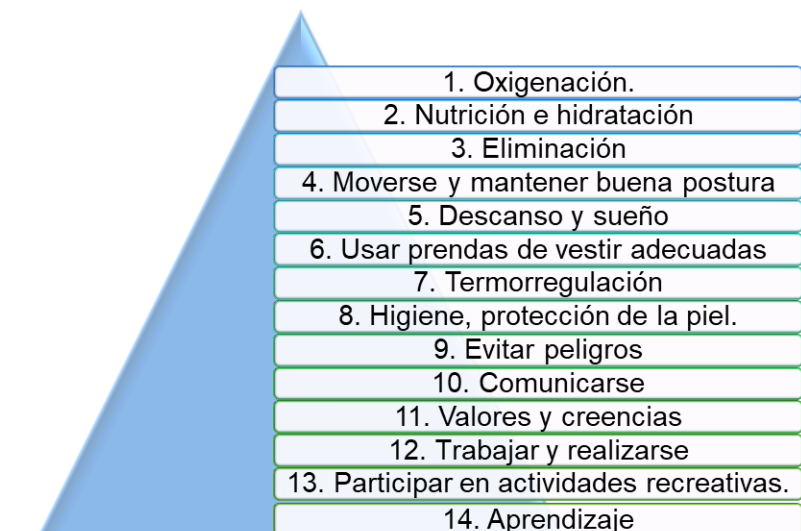 1. Oxigenación.
2. Nutrición e hidratación
3. Eliminación
4. Moverse y mantener buena postura
5. Descanso y sueño
6. Usar prendas de vestir adecuadas
7. Termorregulación
8. Higiene, protección de la piel.
9. Evitar peligros
10. Comunicarse
11. Valores y creencias
12. Trabajar y realizarse
13. Participar en actividades recreativas.
14. Aprendizaje